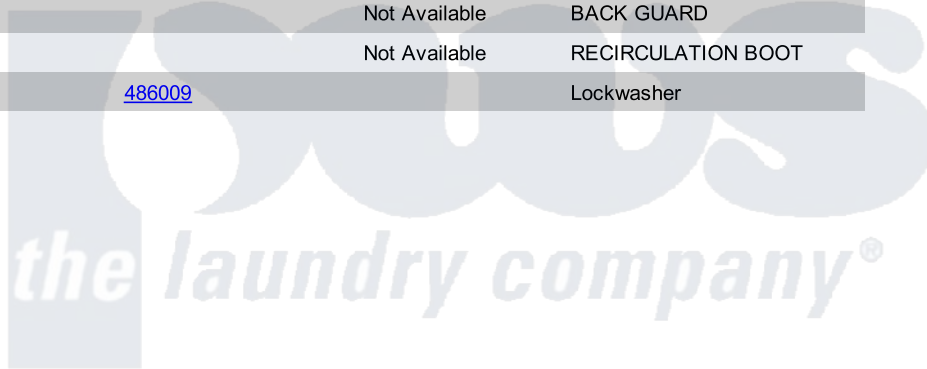 Not Available BACK GUARD
Not Available RECIRCULATION BOOT
486009 Lockwasher
the laundry company®